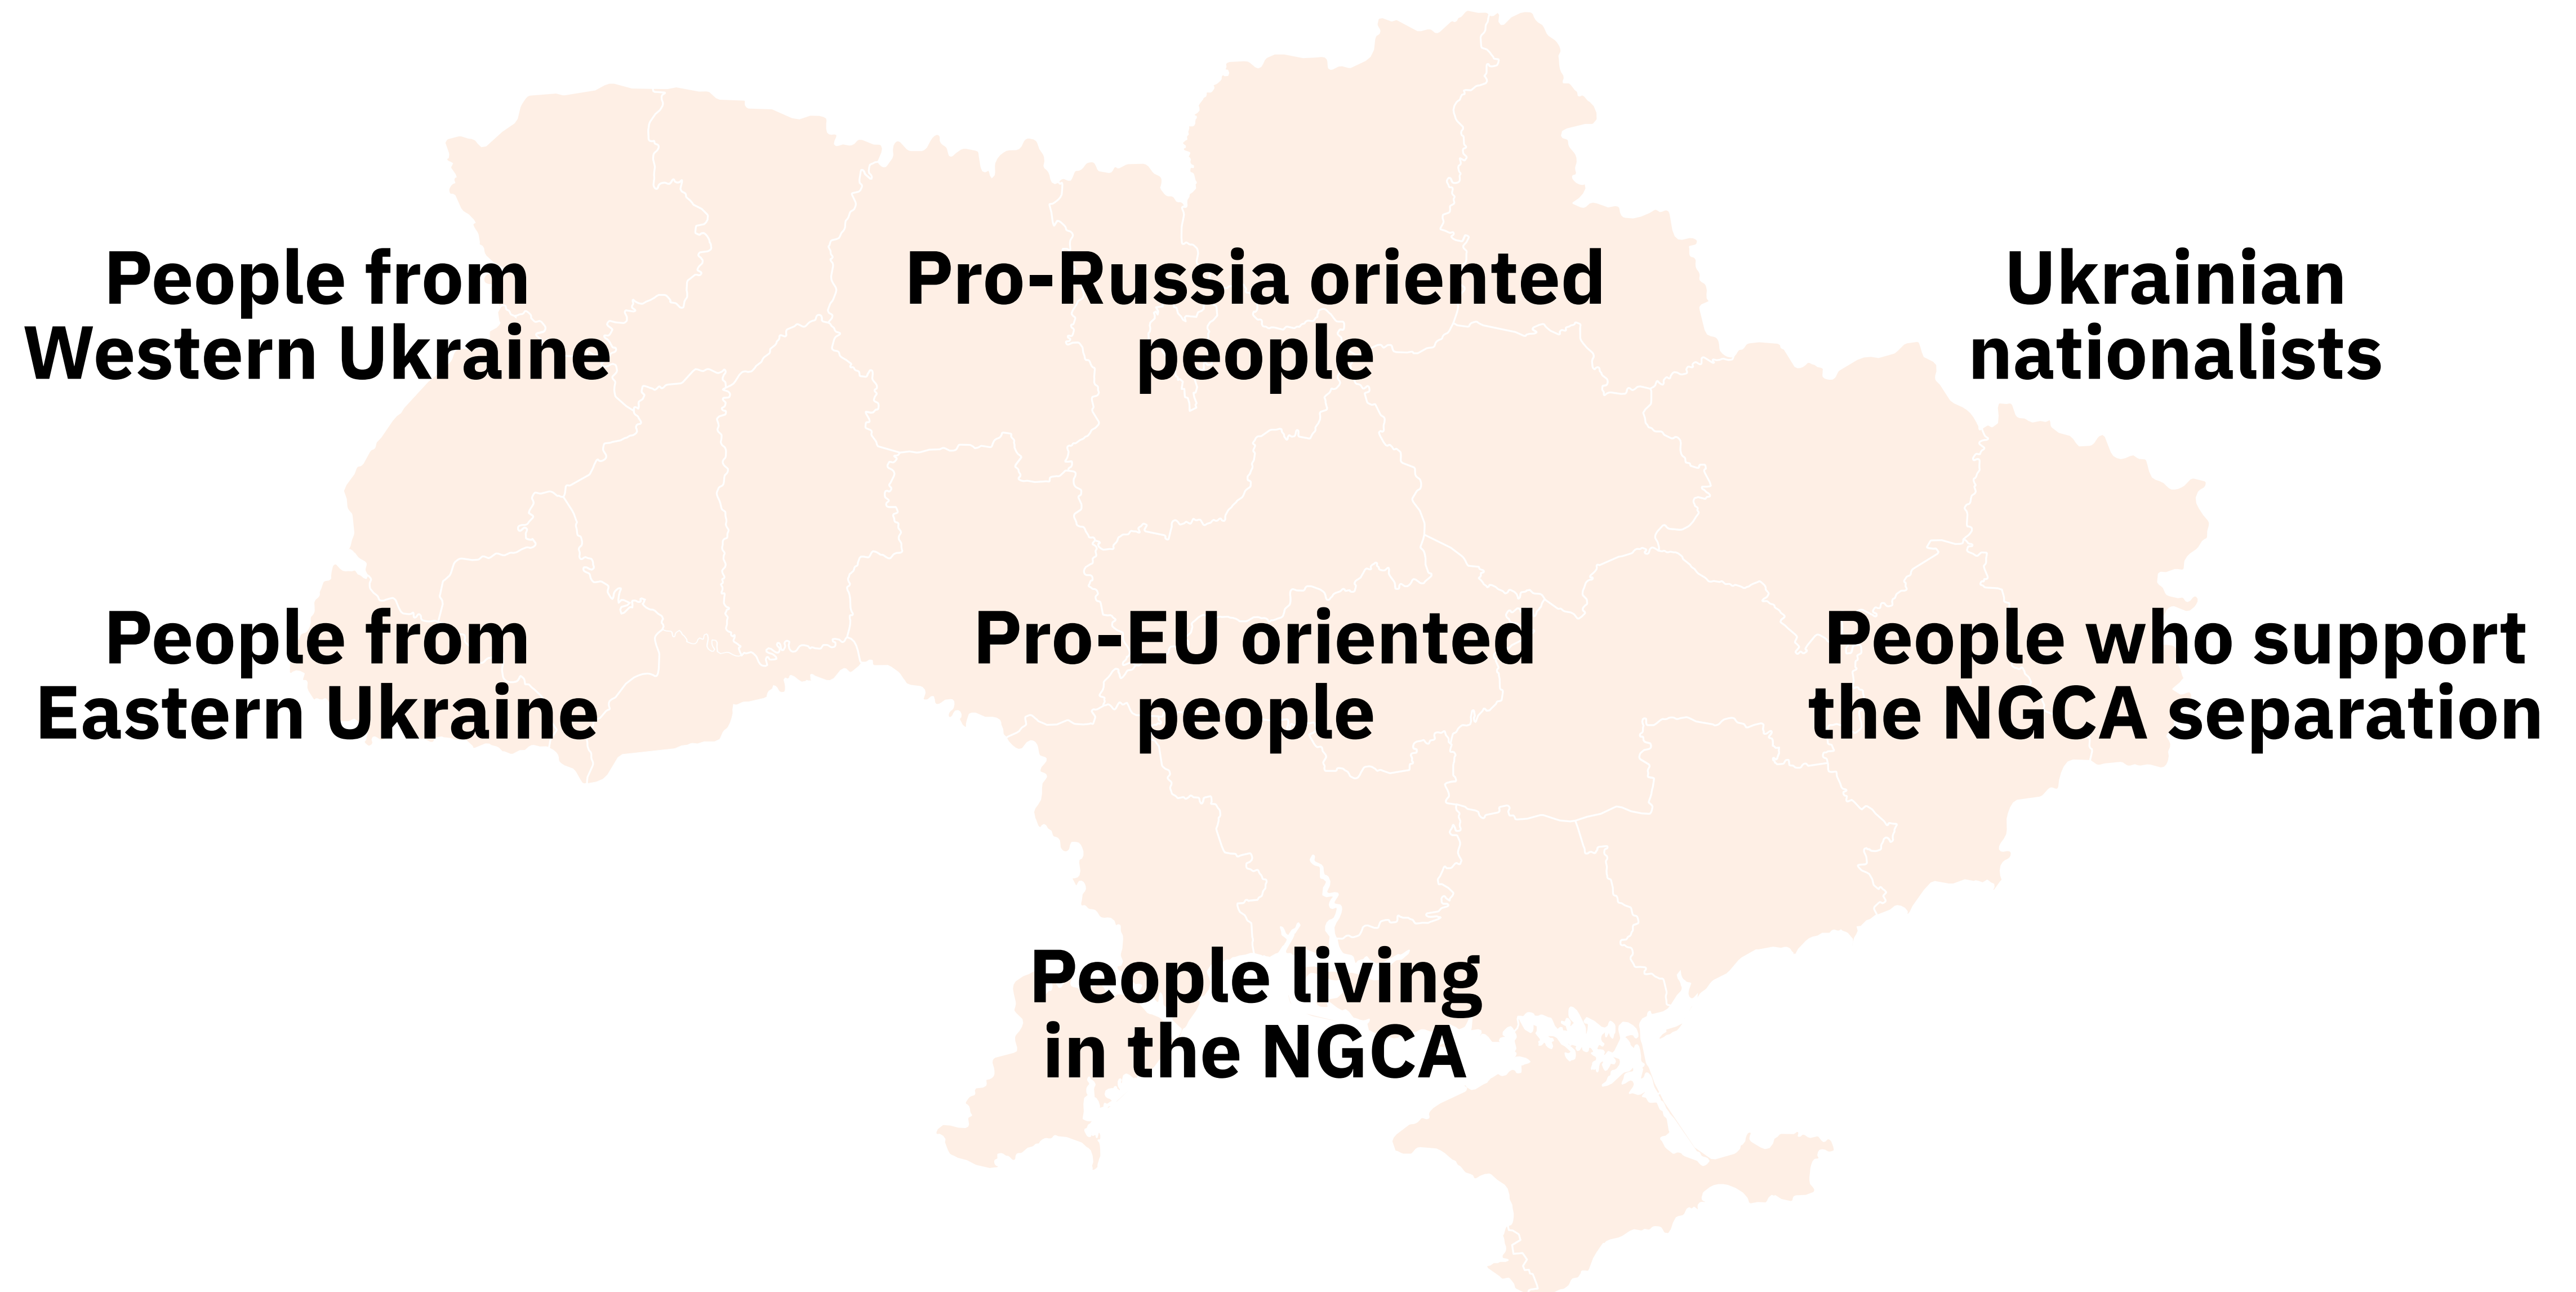 People from
Western Ukraine
Pro-Russia oriented
people
Ukrainian
nationalists
People from
Eastern Ukraine
Pro-EU oriented
people
People who support
the NGCA separation
People living
in the NGCA